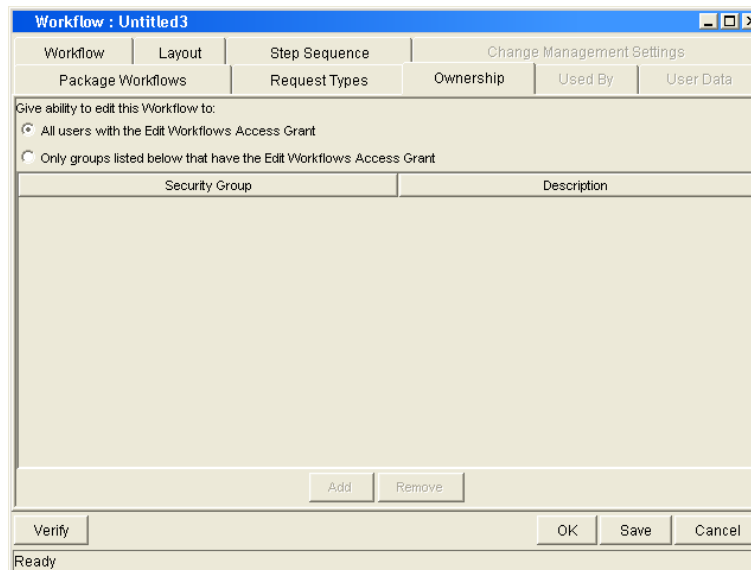 Workflow : Untitled3
Workflow Layout Step Sequence Change Management Settings
Package Workflows Request Types Ownership Used By User Data
Give ability to edit this Workflow to:
All users with the Edit Workflows Access Grant
Only groups listed below that have the Edit Workflows Access Grant
Security Group Description
Add Remove
Verify OK Save Cancel
Ready